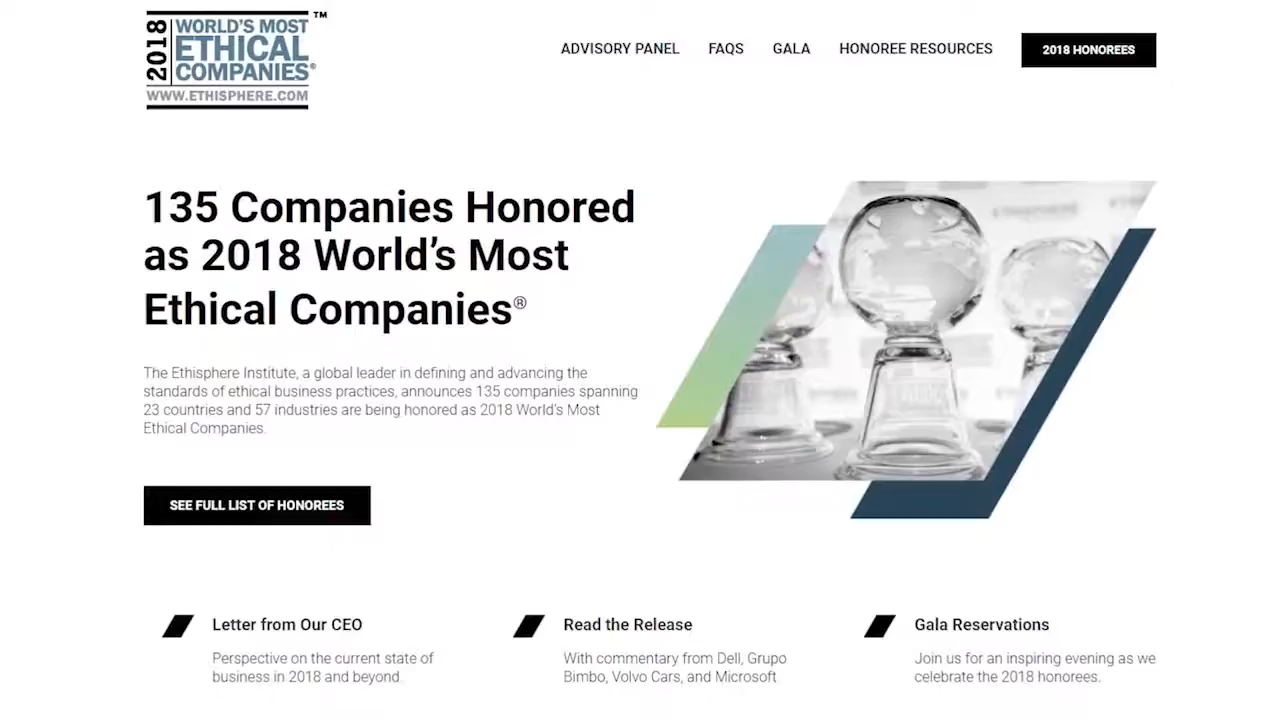 2018
WORLD'S MOST
ETHICAL
COMPANIES®
™
WWW.ETHISPHERE.COM
ADVISORY PANEL
FAQS
GALA
HONOREE RESOURCES
2018 HONOREES
135 Companies Honored
as 2018 World's Most
Ethical Companies®
The Ethisphere Institute, a global leader in defining and advancing the
standards of ethical business practices, announces 135 companies spanning
23 countries and 57 industries are being honored as 2018 World's Most
Ethical Companies.
SEE FULL LIST OF HONOREES
Letter from Our CEO
Perspective on the current state of
business in 2018 and beyond.
Read the Release
With commentary from Dell, Grupo
Bimbo, Volvo Cars, and Microsoft
Gala Reservations
Join us for an inspiring evening as we
celebrate the 2018 honorees.